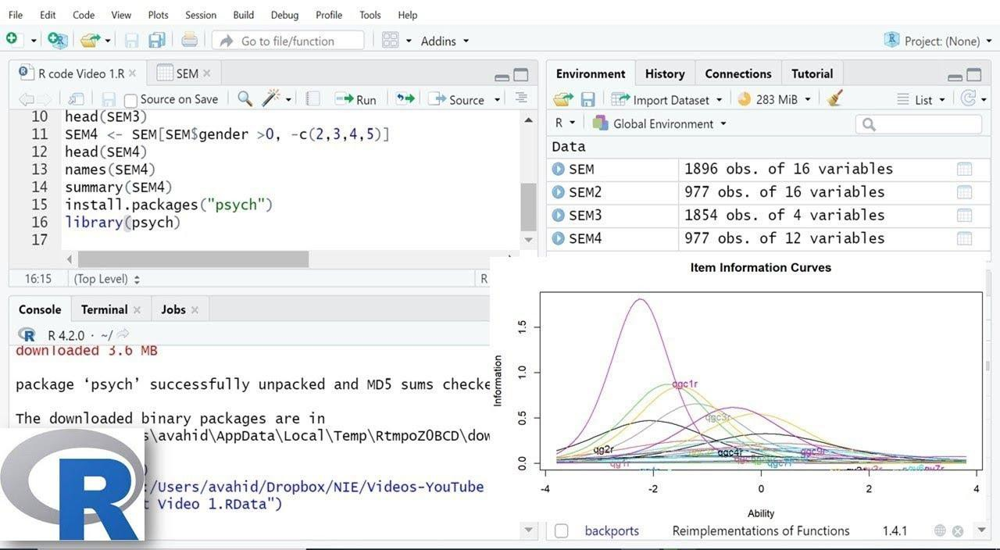 File Edit Code View Plots Session Build Debug Profile Tools Help
Go to file/function Addins Project: (None)
R code Video 1.R SEM
Source on Save Run Source
10 head(SEM3)
11 SEM4 <- SEM[SEM$gender >0, -c(2,3,4,5)]
12 head(SEM4)
13 names(SEM4)
14 summary(SEM4)
15 install.packages("psych")
16 library(psych)
17
16:15 (Top Level) R
Console Terminal Jobs
R 4.2.0 · ~/
downloaded 3.6 MB
package ‘psych’ successfully unpacked and MD5 sums checke
The downloaded binary packages are in
s\avahid\AppData\Local\Temp\RtmpoZ0BCD\dow
)
:/Users/avahid/Dropbox/NIE/Videos-YouTube
t Video 1.RData")
R
Environment History Connections Tutorial
Import Dataset 283 MiB List
R Global Environment
Data
SEM 1896 obs. of 16 variables
SEM2 977 obs. of 16 variables
SEM3 1854 obs. of 4 variables
SEM4 977 obs. of 12 variables
Item Information Curves
Information
1.5
1.0
0.5
0.0
qgc1r
qgc3r
qg2r
qgc4r
qgc9r
qg1r
qgc7r
-4 -2 0 2 4
Ability
backports Reimplementations of Functions 1.4.1